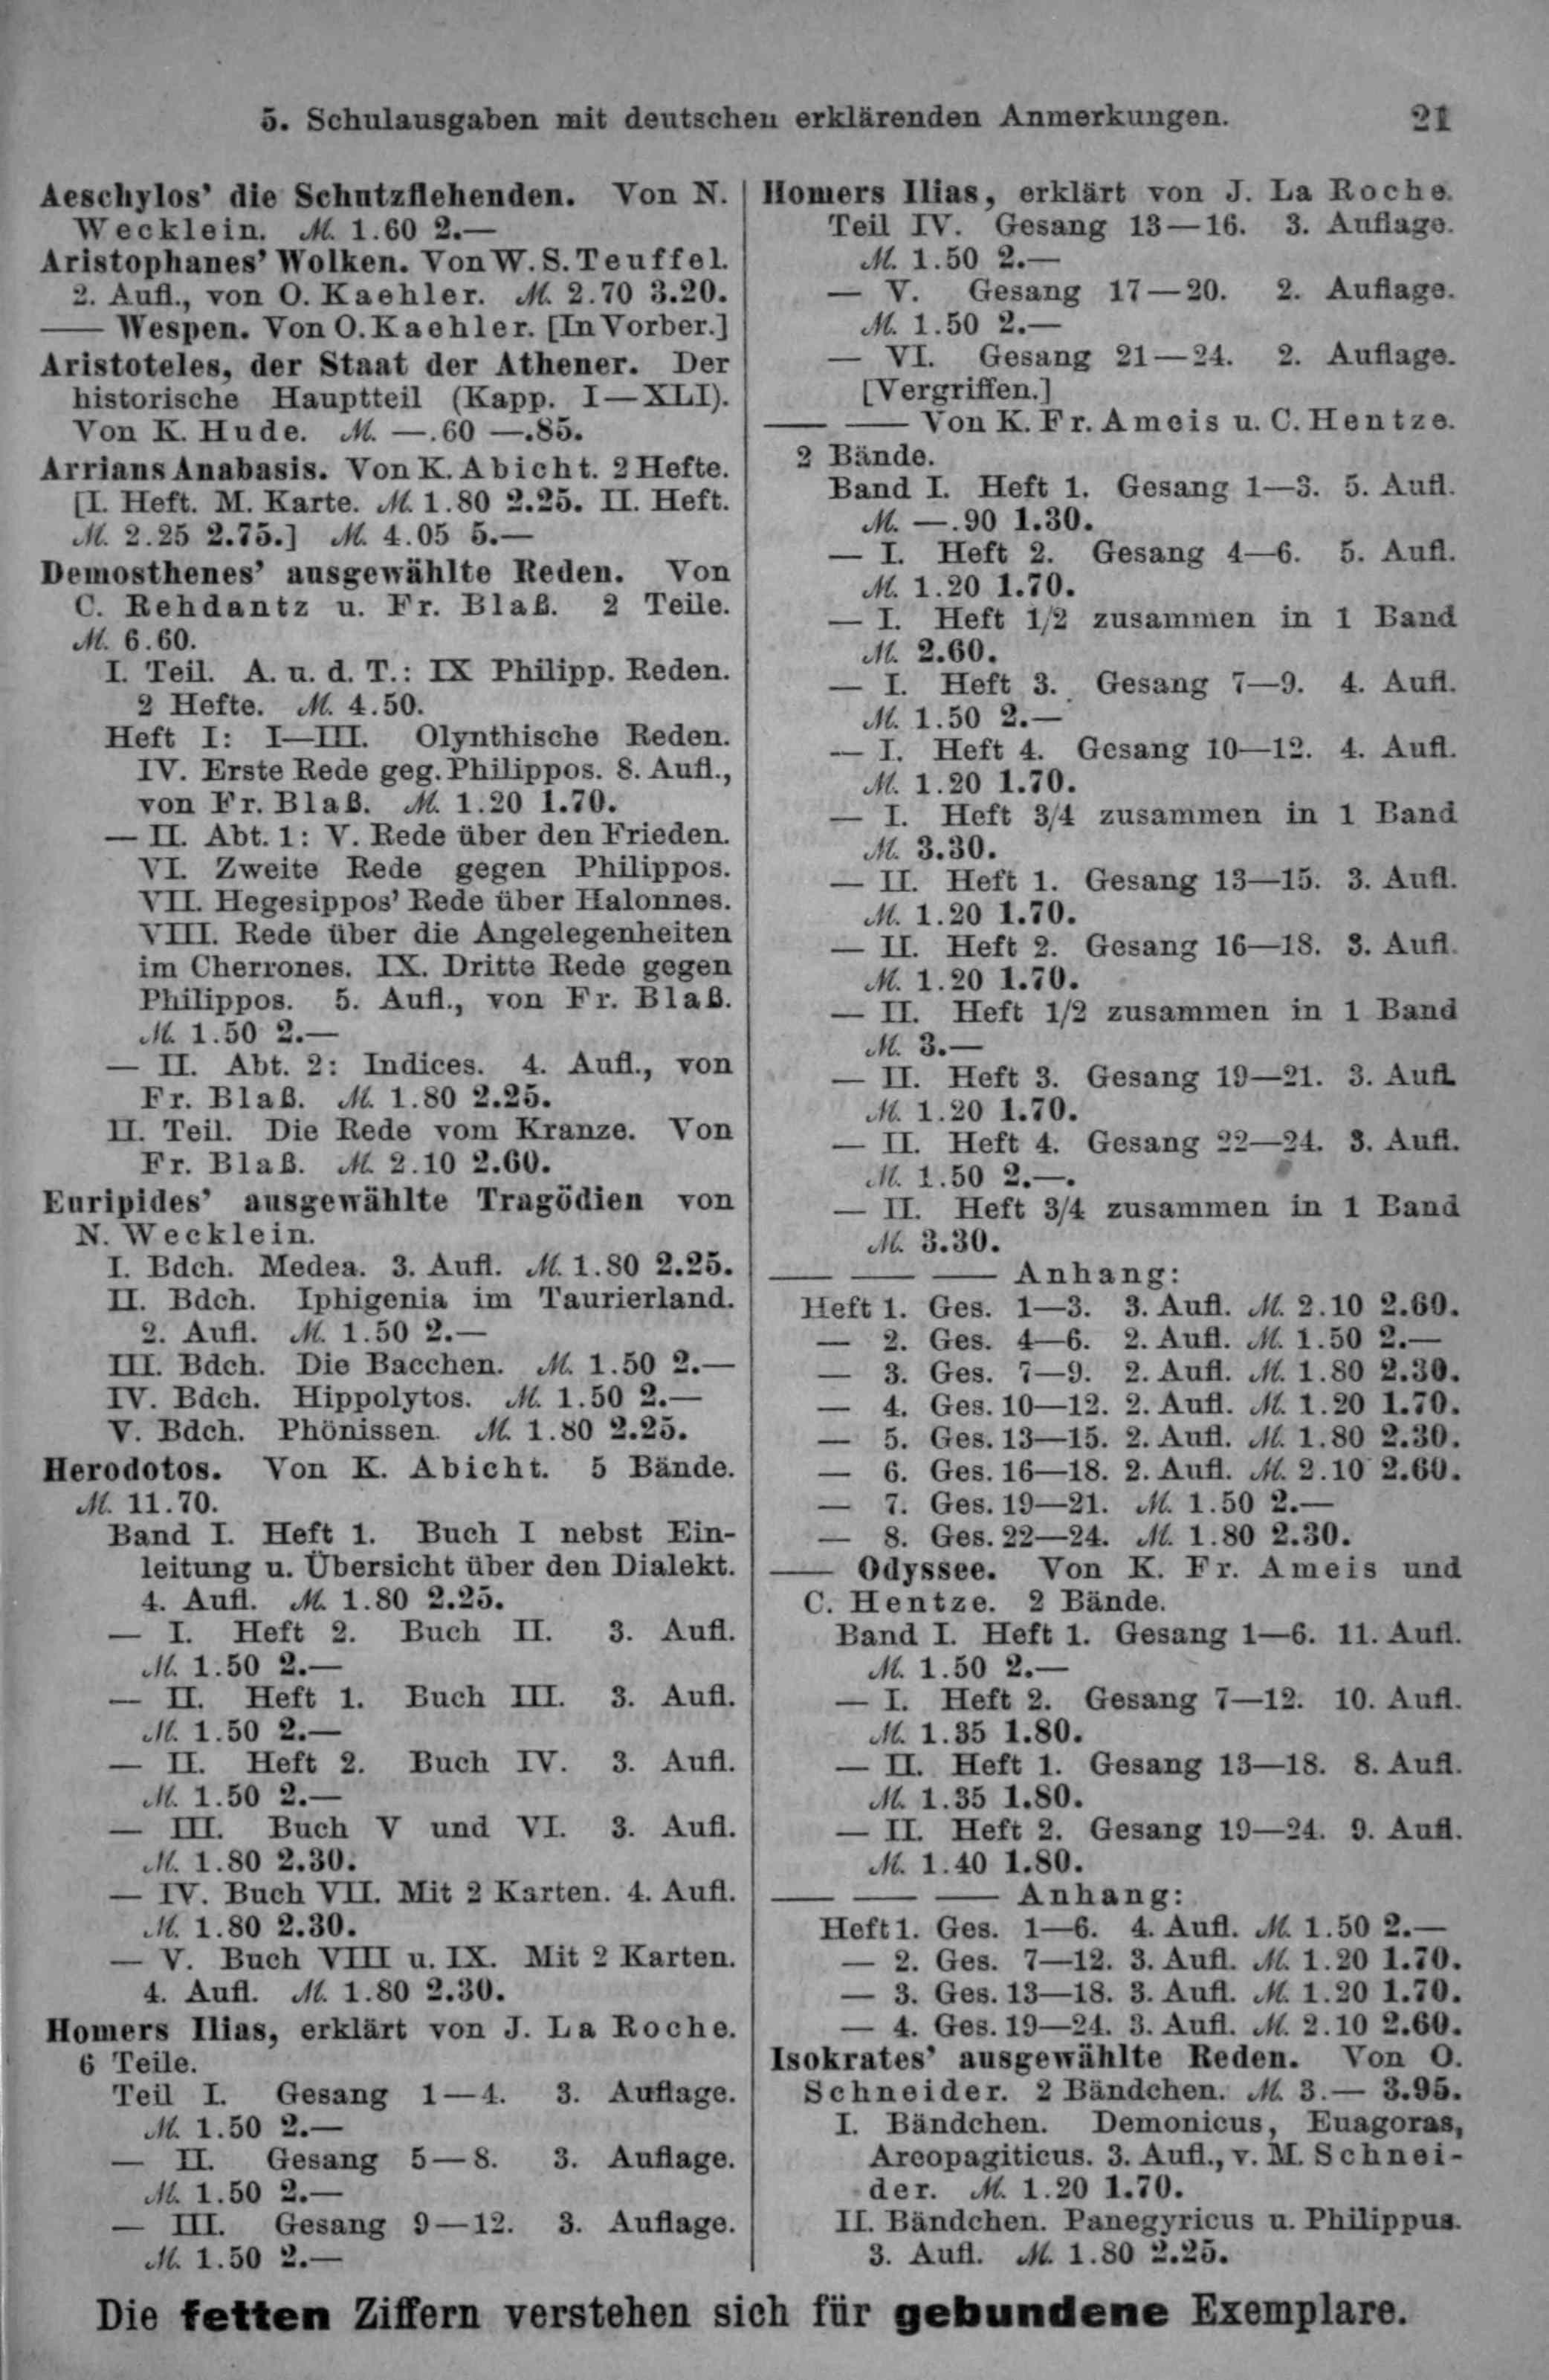 5. Schulausgaben mit deutschen erklärenden Anmerkungen. 21
Aeschylos' die Schutzflehenden. Von N.
Wecklein. ℳ 1.60 2.—
Aristophanes' Wolken. Von W. S. Teuffel.
2. Aufl., von O. Kaehler. ℳ 2.70 3.20.
—— Wespen. Von O. Kaehler. [In Vorber.]
Aristoteles, der Staat der Athener. Der
historische Hauptteil (Kapp. I—XLI).
Von K. Hude. ℳ —.60 —.85.
Arrians Anabasis. Von K. Abicht. 2 Hefte.
[I. Heft. M. Karte. ℳ 1.80 2.25. II. Heft.
ℳ 2.25 2.75.] ℳ 4.05 5.—
Demosthenes' ausgewählte Reden. Von
C. Rehdantz u. Fr. Blaß. 2 Teile.
ℳ 6.60.
I. Teil. A. u. d. T.: IX Philipp. Reden.
2 Hefte. ℳ 4.50.
Heft I: I—III. Olynthische Reden.
IV. Erste Rede geg. Philippos. 8. Aufl.,
von Fr. Blaß. ℳ 1.20 1.70.
— II. Abt. 1: V. Rede über den Frieden.
VI. Zweite Rede gegen Philippos.
VII. Hegesippos' Rede über Halonnes.
VIII. Rede über die Angelegenheiten
im Cherrones. IX. Dritte Rede gegen
Philippos. 5. Aufl., von Fr. Blaß.
ℳ 1.50 2.—
— II. Abt. 2: Indices. 4. Aufl., von
Fr. Blaß. ℳ 1.80 2.25.
II. Teil. Die Rede vom Kranze. Von
Fr. Blaß. ℳ 2.10 2.60.
Euripides' ausgewählte Tragödien von
N. Wecklein.
I. Bdch. Medea. 3. Aufl. ℳ 1.80 2.25.
II. Bdch. Iphigenia im Taurierland.
2. Aufl. ℳ 1.50 2.—
III. Bdch. Die Bacchen. ℳ 1.50 2.—
IV. Bdch. Hippolytos. ℳ 1.50 2.—
V. Bdch. Phönissen. ℳ 1.80 2.25.
Herodotos. Von K. Abicht. 5 Bände.
ℳ 11.70.
Band I. Heft 1. Buch I nebst Ein-
leitung u. Übersicht über den Dialekt.
4. Aufl. ℳ 1.80 2.25.
— I. Heft 2. Buch II. 3. Aufl.
ℳ 1.50 2.—
— II. Heft 1. Buch III. 3. Aufl.
ℳ 1.50 2.—
— II. Heft 2. Buch IV. 3. Aufl.
ℳ 1.50 2.—
— III. Buch V und VI. 3. Aufl.
ℳ 1.80 2.30.
— IV. Buch VII. Mit 2 Karten. 4. Aufl.
ℳ 1.80 2.30.
— V. Buch VIII u. IX. Mit 2 Karten.
4. Aufl. ℳ 1.80 2.30.
Homers Ilias, erklärt von J. La Roche.
6 Teile.
Teil I. Gesang 1—4. 3. Auflage.
ℳ 1.50 2.—
— II. Gesang 5—8. 3. Auflage.
ℳ 1.50 2.—
— III. Gesang 9—12. 3. Auflage.
ℳ 1.50 2.—
Homers Ilias, erklärt von J. La Roche.
Teil IV. Gesang 13—16. 3. Auflage.
ℳ 1.50 2.—
— V. Gesang 17—20. 2. Auflage.
ℳ 1.50 2.—
— VI. Gesang 21—24. 2. Auflage.
[Vergriffen.]
—— —— Von K. Fr. Ameis u. C. Hentze.
2 Bände.
Band I. Heft 1. Gesang 1—3. 5. Aufl.
ℳ —.90 1.30.
— I. Heft 2. Gesang 4—6. 5. Aufl.
ℳ 1.20 1.70.
— I. Heft 1/2 zusammen in 1 Band
ℳ 2.60.
— I. Heft 3. Gesang 7—9. 4. Aufl.
ℳ 1.50 2.—
— I. Heft 4. Gesang 10—12. 4. Aufl.
ℳ 1.20 1.70.
— I. Heft 3/4 zusammen in 1 Band
ℳ 3.30.
— II. Heft 1. Gesang 13—15. 3. Aufl.
ℳ 1.20 1.70.
— II. Heft 2. Gesang 16—18. 3. Aufl.
ℳ 1.20 1.70.
— II. Heft 1/2 zusammen in 1 Band
ℳ 3.—
— II. Heft 3. Gesang 19—21. 3. Aufl.
ℳ 1.20 1.70.
— II. Heft 4. Gesang 22—24. 3. Aufl.
ℳ 1.50 2.—.
— II. Heft 3/4 zusammen in 1 Band
ℳ 3.30.
—— —— —— Anhang:
Heft 1. Ges. 1—3. 3. Aufl. ℳ 2.10 2.60.
— 2. Ges. 4—6. 2. Aufl. ℳ 1.50 2.—
— 3. Ges. 7—9. 2. Aufl. ℳ 1.80 2.30.
— 4. Ges. 10—12. 2. Aufl. ℳ 1.20 1.70.
— 5. Ges. 13—15. 2. Aufl. ℳ 1.80 2.30.
— 6. Ges. 16—18. 2. Aufl. ℳ 2.10 2.60.
— 7. Ges. 19—21. ℳ 1.50 2.—
— 8. Ges. 22—24. ℳ 1.80 2.30.
—— Odyssee. Von K. Fr. Ameis und
C. Hentze. 2 Bände.
Band I. Heft 1. Gesang 1—6. 11. Aufl.
ℳ 1.50 2.—
— I. Heft 2. Gesang 7—12. 10. Aufl.
ℳ 1.35 1.80.
— II. Heft 1. Gesang 13—18. 8. Aufl.
ℳ 1.35 1.80.
— II. Heft 2. Gesang 19—24. 9. Aufl.
ℳ 1.40 1.80.
—— —— —— Anhang:
Heft 1. Ges. 1—6. 4. Aufl. ℳ 1.50 2.—
— 2. Ges. 7—12. 3. Aufl. ℳ 1.20 1.70.
— 3. Ges. 13—18. 3. Aufl. ℳ 1.20 1.70.
— 4. Ges. 19—24. 3. Aufl. ℳ 2.10 2.60.
Isokrates' ausgewählte Reden. Von O.
Schneider. 2 Bändchen. ℳ 3.— 3.95.
I. Bändchen. Demonicus, Euagoras,
Areopagiticus. 3. Aufl., v. M. Schnei-
der. ℳ 1.20 1.70.
II. Bändchen. Panegyricus u. Philippus.
3. Aufl. ℳ 1.80 2.25.
Die fetten Ziffern verstehen sich für gebundene Exemplare.